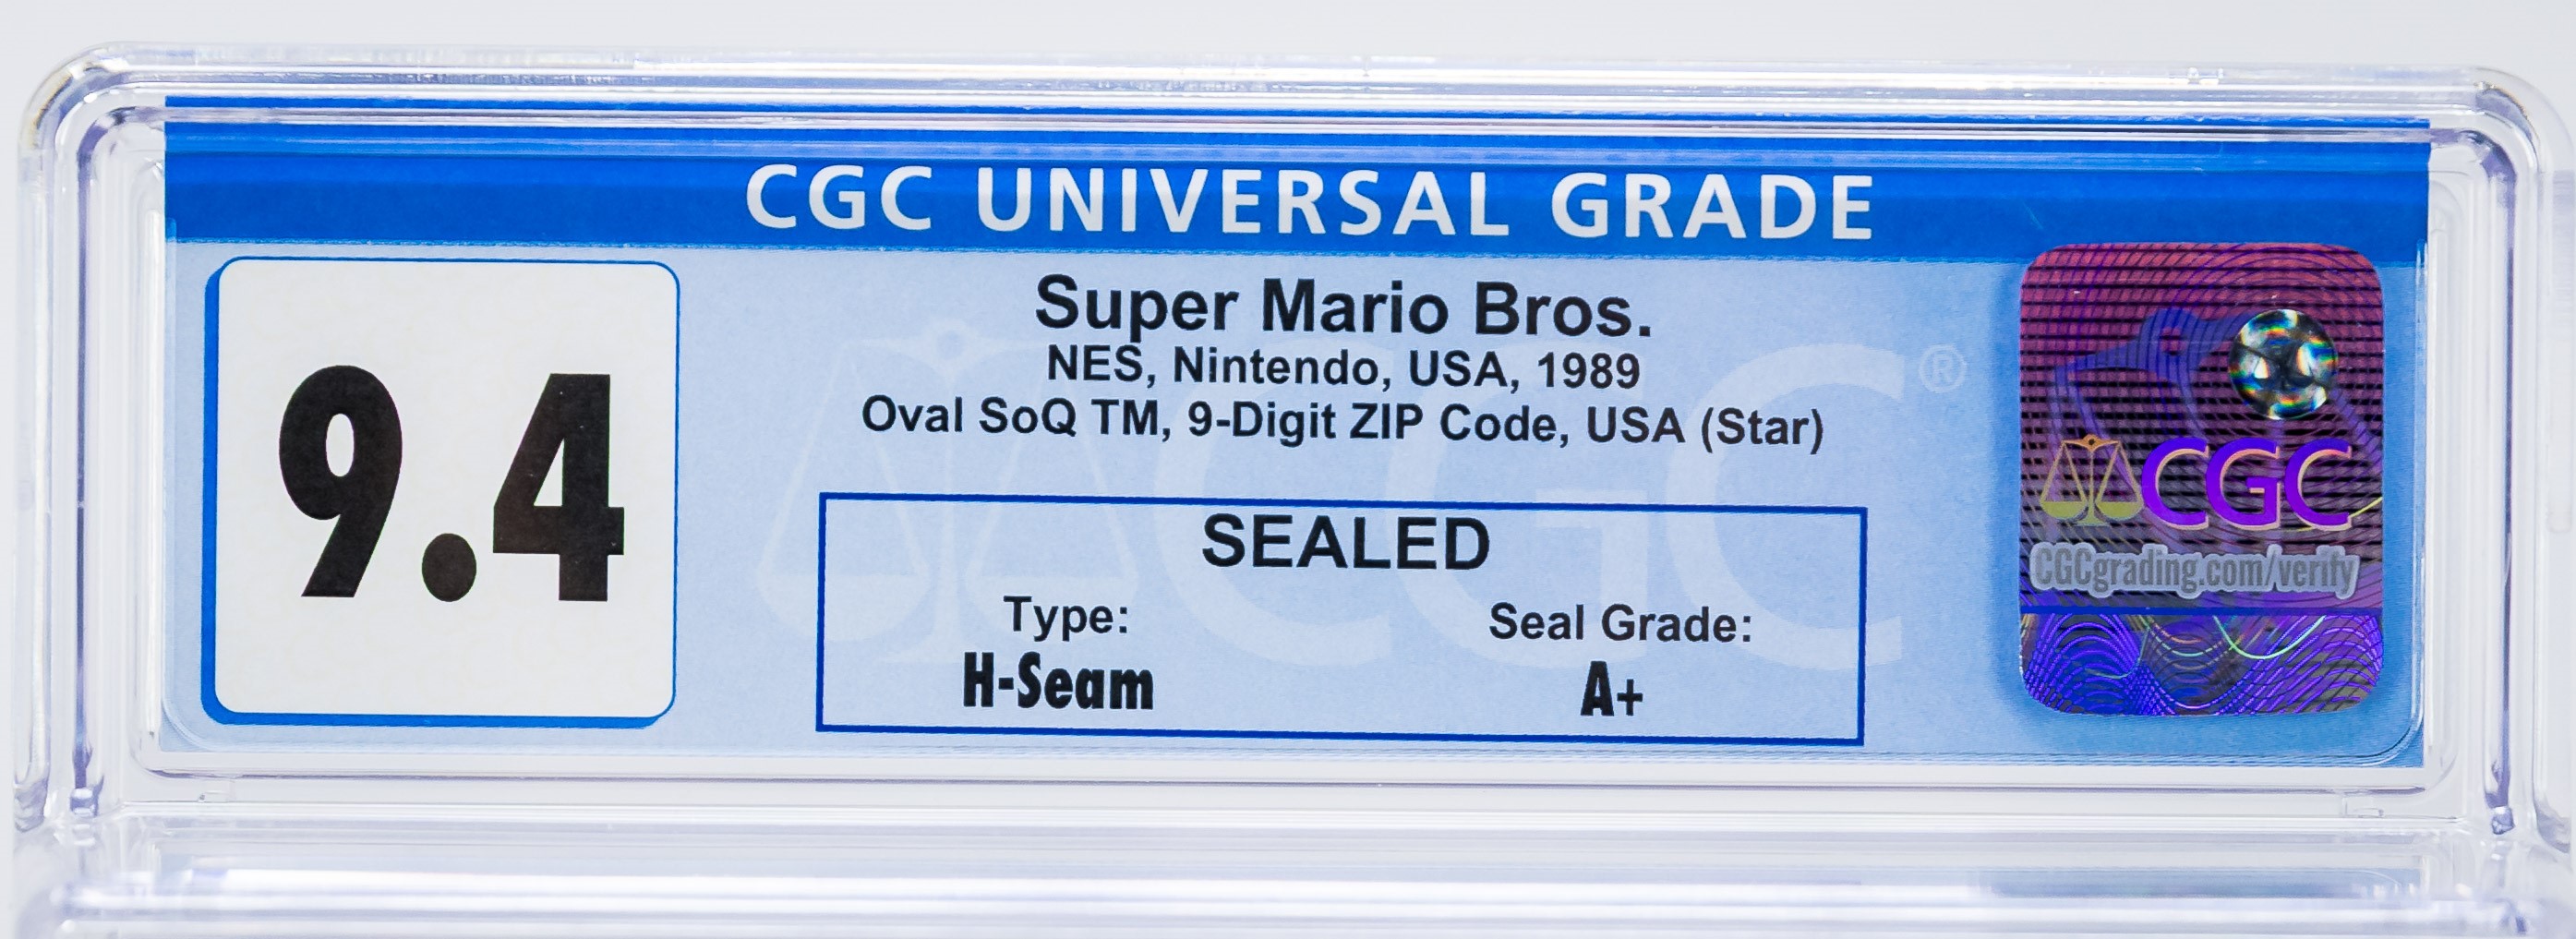 CGC UNIVERSAL GRADE
9.4
Super Mario Bros.
NES, Nintendo, USA, 1989
Oval SoQ TM, 9-Digit ZIP Code, USA (Star)
SEALED
Type:
H-Seam
Seal Grade:
A+
CGC
CGCgrading.com/verify
CGC®